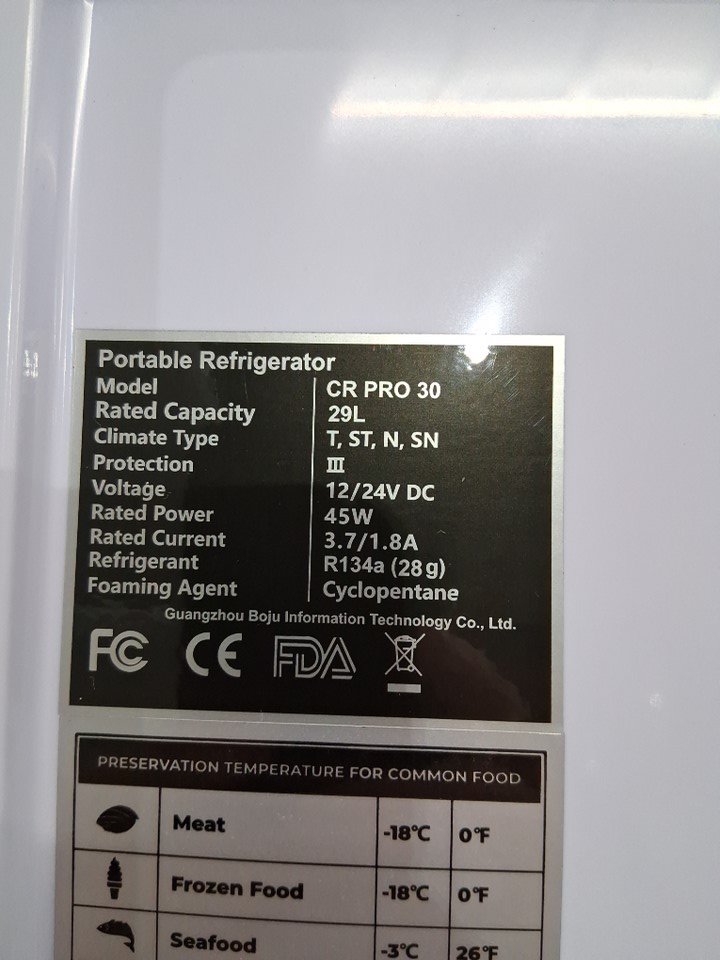 Portable Refrigerator
Model CR PRO 30
Rated Capacity 29L
Climate Type T, ST, N, SN
Protection III
Voltage 12/24V DC
Rated Power 45W
Rated Current 3.7/1.8A
Refrigerant R134a (28g)
Foaming Agent Cyclopentane
Guangzhou Boju Information Technology Co., Ltd.
FC CE FDA
PRESERVATION TEMPERATURE FOR COMMON FOOD
Meat -18℃ 0℉
Frozen Food -18℃ 0℉
Seafood -3℃ 26℉